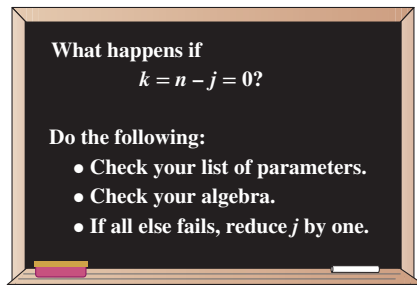 What happens if
k = n – j = 0?
Do the following:
• Check your list of parameters.
• Check your algebra.
• If all else fails, reduce j by one.